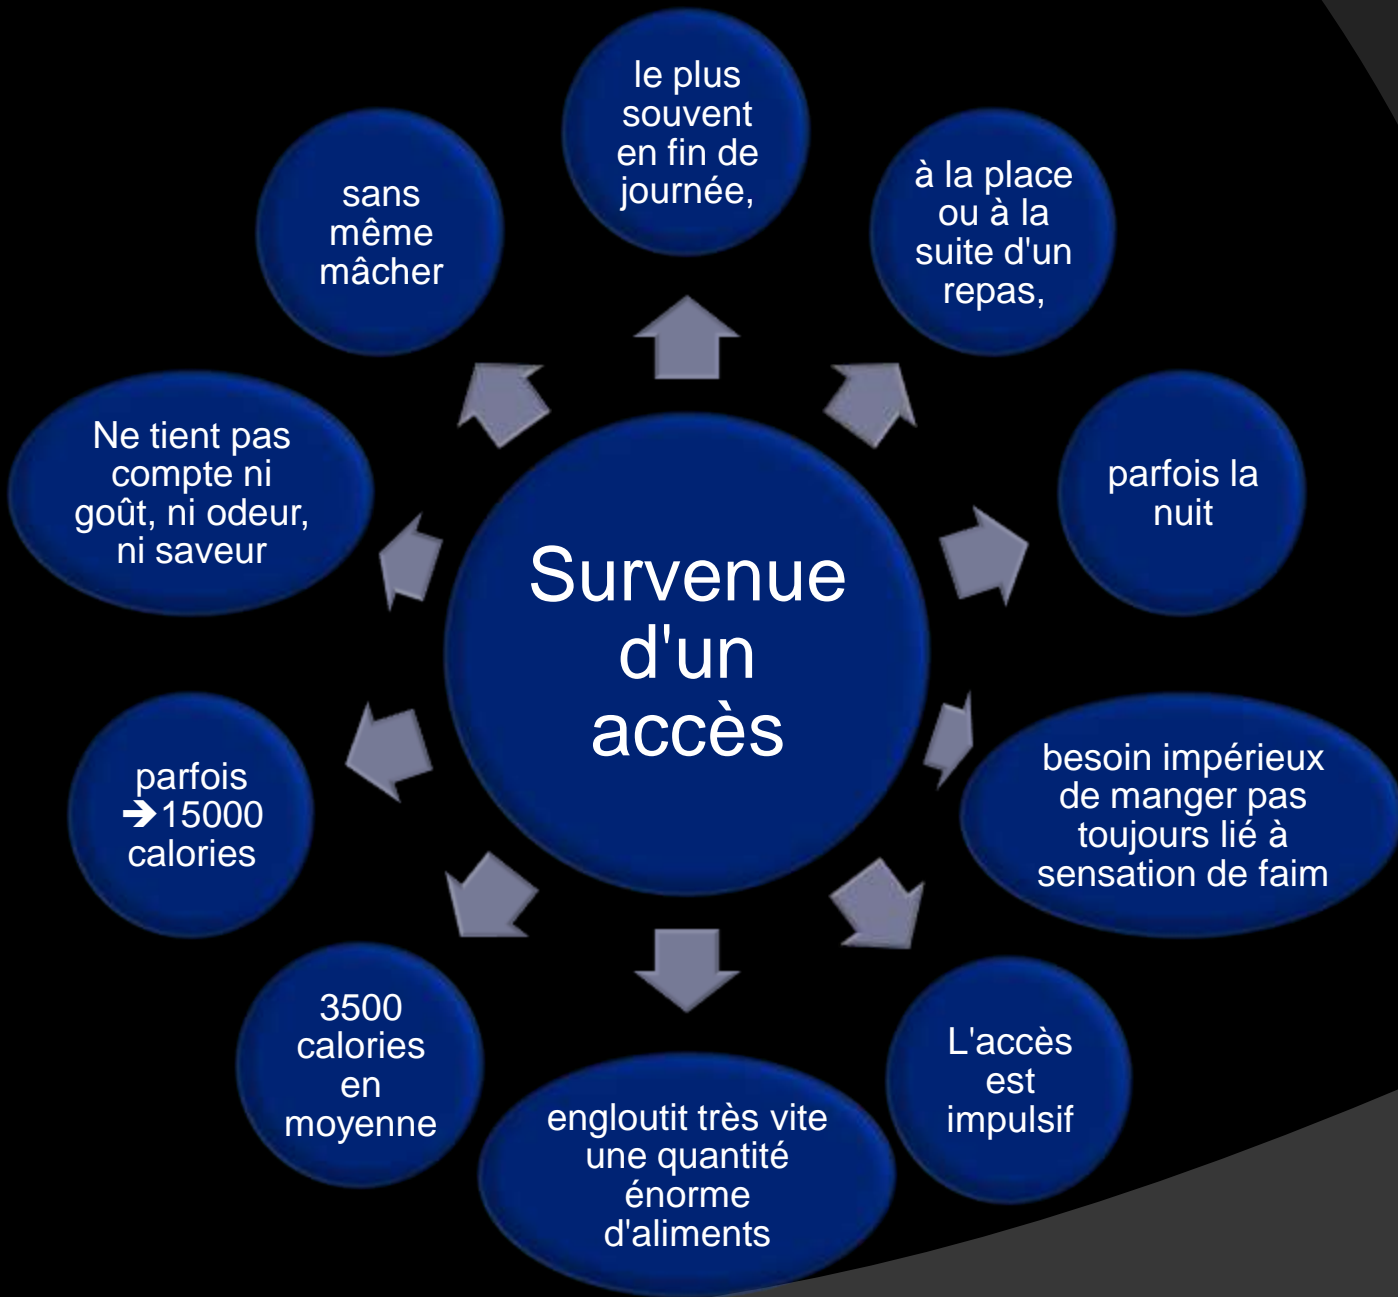 Survenue
d'un
accès
le plus
souvent
en fin de
journée,
à la place
ou à la
suite d'un
repas,
parfois la
nuit
besoin impérieux
de manger pas
toujours lié à
sensation de faim
L'accès
est
impulsif
engloutit très vite
une quantité
énorme
d'aliments
3500
calories
en
moyenne
parfois
➔15000
calories
Ne tient pas
compte ni
goût, ni odeur,
ni saveur
sans
même
mâcher